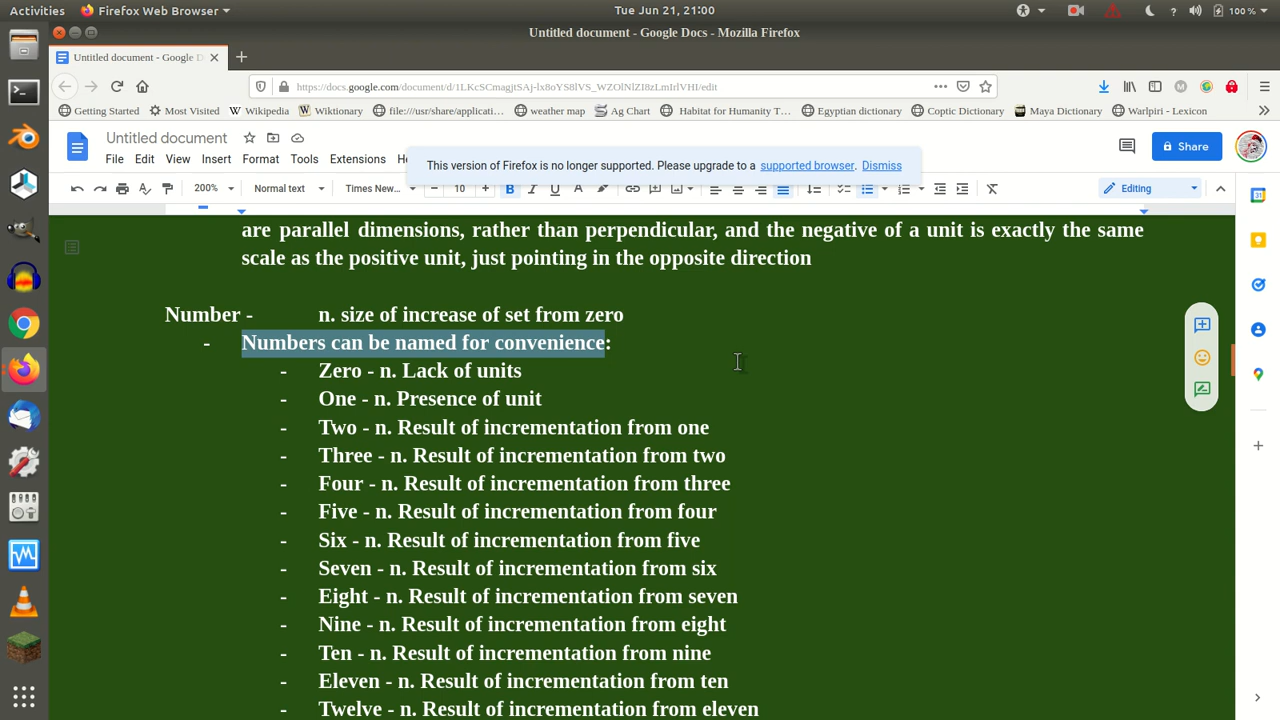 Activities Firefox Web Browser Tue Jun 21, 21:00 ? 100 %
Untitled document - Google Docs - Mozilla Firefox
Untitled document - Google D
https://docs.google.com/document/d/1LKcSCmagjtSAj-lx8oYS8lVS_WZOlNlZI8zLmIrlVHI/edit
Getting Started Most Visited Wikipedia Wiktionary file:///usr/share/applicati… weather map Ag Chart Habitat for Humanity T… Egyptian dictionary Coptic Dictionary Maya Dictionary Warlpiri - Lexicon
Untitled document
Share
File Edit View Insert Format Tools Extensions H
This version of Firefox is no longer supported. Please upgrade to a supported browser. Dismiss
200% Normal text Times New... 10 B I U A Editing
are parallel dimensions, rather than perpendicular, and the negative of a unit is exactly the same
scale as the positive unit, just pointing in the opposite direction
Number - n. size of increase of set from zero
- Numbers can be named for convenience:
- Zero - n. Lack of units
- One - n. Presence of unit
- Two - n. Result of incrementation from one
- Three - n. Result of incrementation from two
- Four - n. Result of incrementation from three
- Five - n. Result of incrementation from four
- Six - n. Result of incrementation from five
- Seven - n. Result of incrementation from six
- Eight - n. Result of incrementation from seven
- Nine - n. Result of incrementation from eight
- Ten - n. Result of incrementation from nine
- Eleven - n. Result of incrementation from ten
- Twelve - n. Result of incrementation from eleven